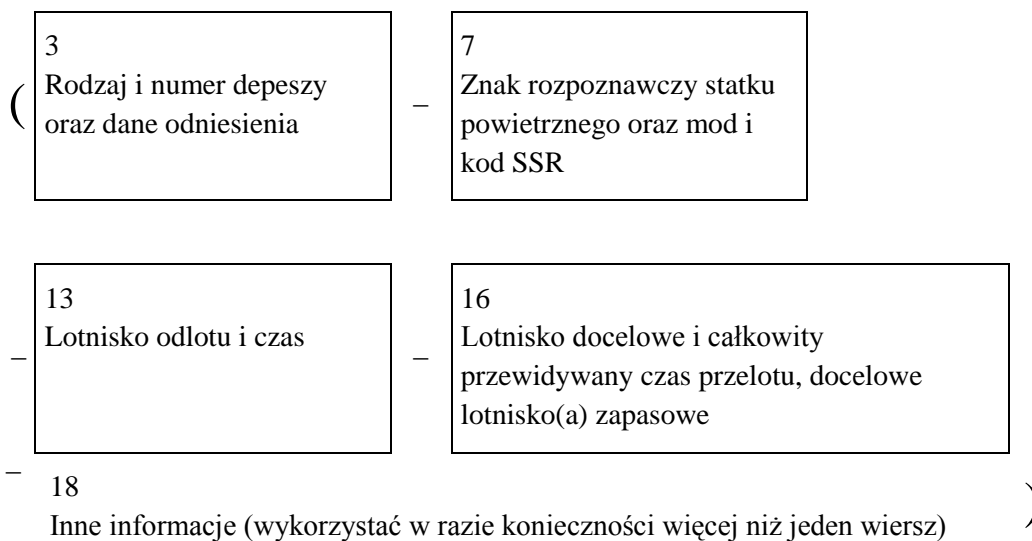 3
Rodzaj i numer depeszy
oraz dane odniesienia
(
–
7
Znak rozpoznawczy statku
powietrznego oraz mod i
kod SSR
–
13
Lotnisko odlotu i czas
–
16
Lotnisko docelowe i całkowity
przewidywany czas przelotu, docelowe
lotnisko(a) zapasowe
–
18
Inne informacje (wykorzystać w razie konieczności więcej niż jeden wiersz)
)